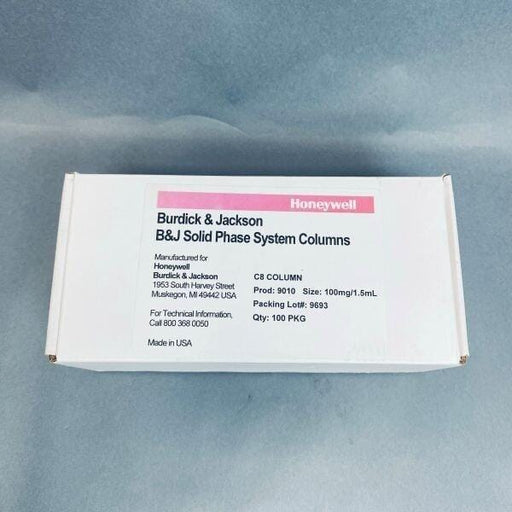 Honeywell
Burdick & Jackson
B&J Solid Phase System Columns
Manufactured for
Honeywell
Burdick & Jackson
1953 South Harvey Street
Muskegon, MI 49442 USA
For Technical Information,
Call 800 368 0050
Made in USA
C8 COLUMN
Prod: 9010 Size: 100mg/1.5mL
Packing Lot#: 9693
Qty: 100 PKG